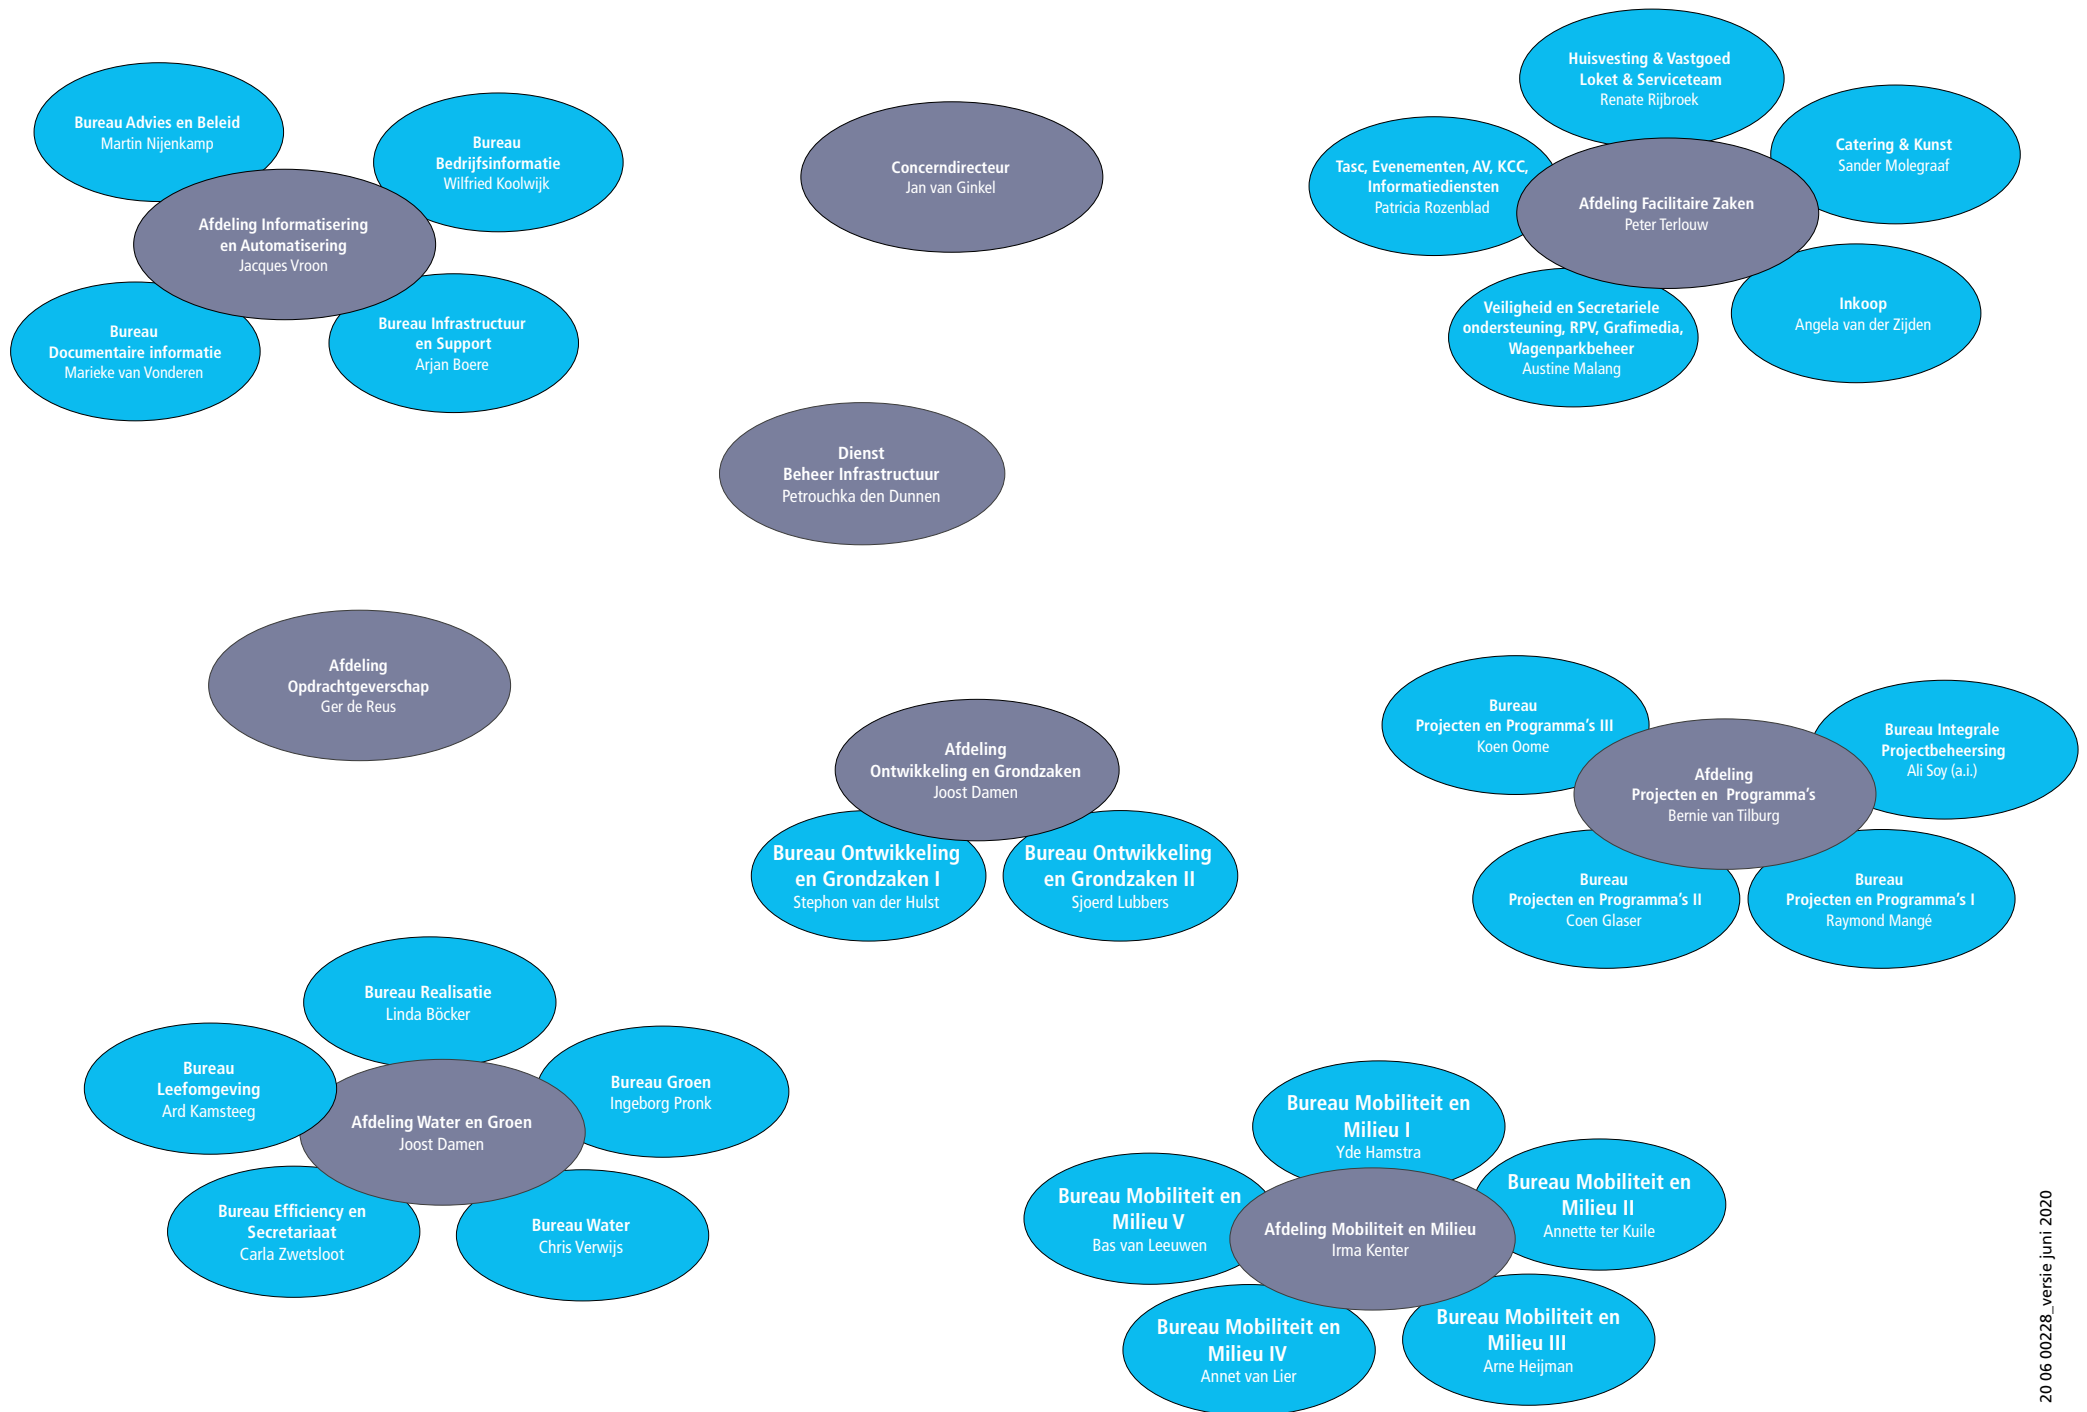 Bureau Advies en Beleid
Martin Nijenkamp
Bureau
Bedrijfsinformatie
Wilfried Koolwijk
Afdeling Informatisering
en Automatisering
Jacques Vroon
Bureau
Documentaire informatie
Marieke van Vonderen
Bureau Infrastructuur
en Support
Arjan Boere
Concerndirecteur
Jan van Ginkel
Huisvesting & Vastgoed
Loket & Serviceteam
Renate Rijbroek
Catering & Kunst
Sander Molegraaf
Tasc, Evenementen, AV, KCC,
Informatiediensten
Patricia Rozenblad
Afdeling Facilitaire Zaken
Peter Terlouw
Veiligheid en Secretariele
ondersteuning, RPV, Grafimedia,
Wagenparkbeheer
Austine Malang
Inkoop
Angela van der Zijden
Dienst
Beheer Infrastructuur
Petrouchka den Dunnen
Afdeling
Opdrachtgeverschap
Ger de Reus
Afdeling
Ontwikkeling en Grondzaken
Joost Damen
Bureau Ontwikkeling
en Grondzaken I
Stephon van der Hulst
Bureau Ontwikkeling
en Grondzaken II
Sjoerd Lubbers
Bureau
Projecten en Programma's III
Koen Oome
Bureau Integrale
Projectbeheersing
Ali Soy (a.i.)
Afdeling
Projecten en Programma's
Bernie van Tilburg
Bureau
Projecten en Programma's II
Coen Glaser
Bureau
Projecten en Programma's I
Raymond Mangé
Bureau Realisatie
Linda Böcker
Bureau
Leefomgeving
Ard Kamsteeg
Bureau Groen
Ingeborg Pronk
Afdeling Water en Groen
Joost Damen
Bureau Efficiency en
Secretariaat
Carla Zwetsloot
Bureau Water
Chris Verwijs
Bureau Mobiliteit en
Milieu I
Yde Hamstra
Bureau Mobiliteit en
Milieu V
Bas van Leeuwen
Bureau Mobiliteit en
Milieu II
Annette ter Kuile
Afdeling Mobiliteit en Milieu
Irma Kenter
Bureau Mobiliteit en
Milieu IV
Annet van Lier
Bureau Mobiliteit en
Milieu III
Arne Heijman
20 06 00228_versie juni 2020